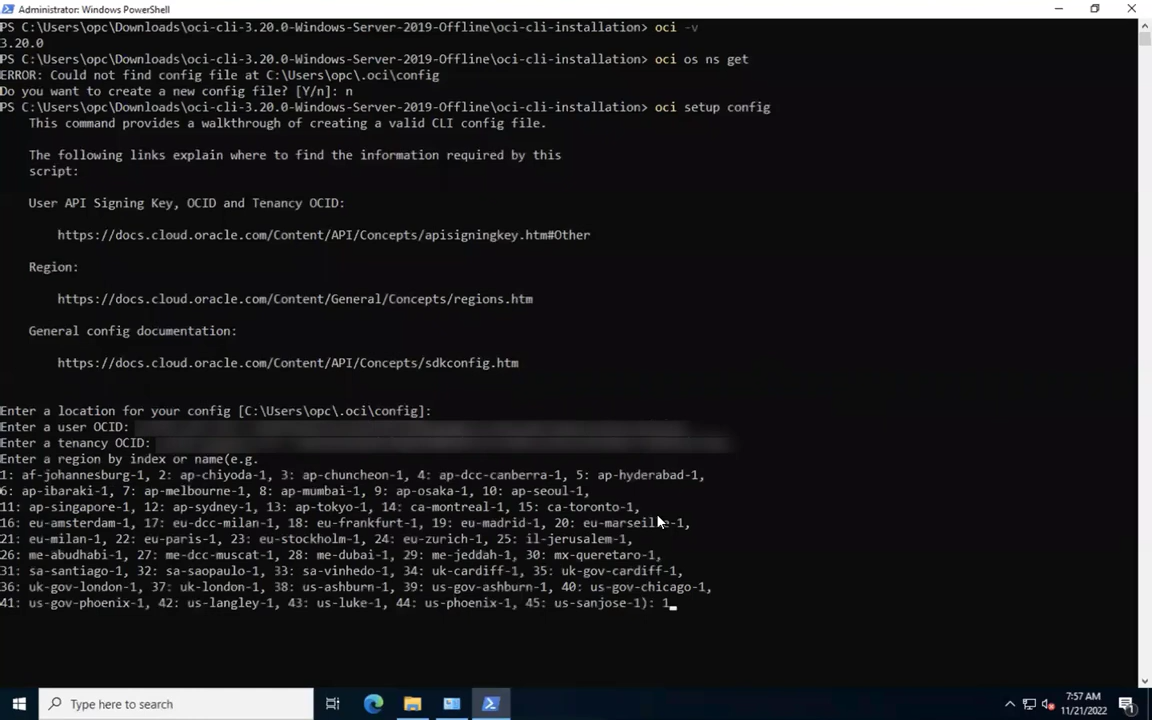 Administrator: Windows PowerShell
PS C:\Users\opc\Downloads\oci-cli-3.20.0-Windows-Server-2019-Offline\oci-cli-installation> oci -v
3.20.0
PS C:\Users\opc\Downloads\oci-cli-3.20.0-Windows-Server-2019-Offline\oci-cli-installation> oci os ns get
ERROR: Could not find config file at C:\Users\opc\.oci\config
Do you want to create a new config file? [Y/n]: n
PS C:\Users\opc\Downloads\oci-cli-3.20.0-Windows-Server-2019-Offline\oci-cli-installation> oci setup config
This command provides a walkthrough of creating a valid CLI config file.
The following links explain where to find the information required by this
script:
User API Signing Key, OCID and Tenancy OCID:
https://docs.cloud.oracle.com/Content/API/Concepts/apisigningkey.htm#Other
Region:
https://docs.cloud.oracle.com/Content/General/Concepts/regions.htm
General config documentation:
https://docs.cloud.oracle.com/Content/API/Concepts/sdkconfig.htm
Enter a location for your config [C:\Users\opc\.oci\config]:
Enter a user OCID:
Enter a tenancy OCID:
Enter a region by index or name(e.g.
1: af-johannesburg-1, 2: ap-chiyoda-1, 3: ap-chuncheon-1, 4: ap-dcc-canberra-1, 5: ap-hyderabad-1,
6: ap-ibaraki-1, 7: ap-melbourne-1, 8: ap-mumbai-1, 9: ap-osaka-1, 10: ap-seoul-1,
11: ap-singapore-1, 12: ap-sydney-1, 13: ap-tokyo-1, 14: ca-montreal-1, 15: ca-toronto-1,
16: eu-amsterdam-1, 17: eu-dcc-milan-1, 18: eu-frankfurt-1, 19: eu-madrid-1, 20: eu-marseille-1,
21: eu-milan-1, 22: eu-paris-1, 23: eu-stockholm-1, 24: eu-zurich-1, 25: il-jerusalem-1,
26: me-abudhabi-1, 27: me-dcc-muscat-1, 28: me-dubai-1, 29: me-jeddah-1, 30: mx-queretaro-1,
31: sa-santiago-1, 32: sa-saopaulo-1, 33: sa-vinhedo-1, 34: uk-cardiff-1, 35: uk-gov-cardiff-1,
36: uk-gov-london-1, 37: uk-london-1, 38: us-ashburn-1, 39: us-gov-ashburn-1, 40: us-gov-chicago-1,
41: us-gov-phoenix-1, 42: us-langley-1, 43: us-luke-1, 44: us-phoenix-1, 45: us-sanjose-1): 1
Type here to search
7:57 AM
11/21/2022
1